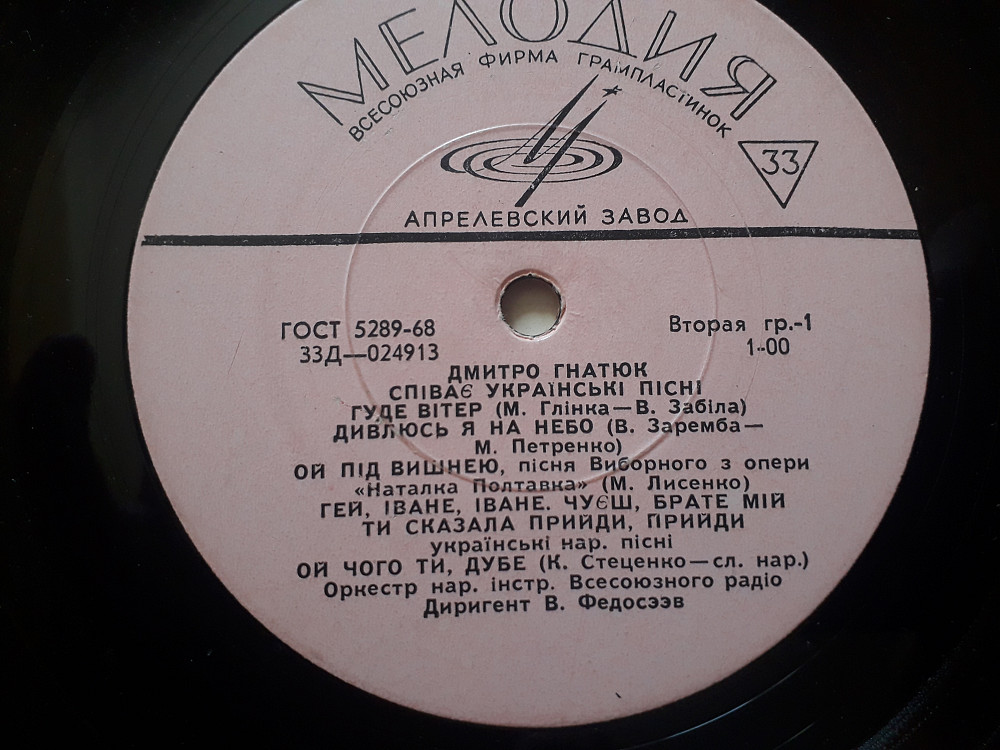 МЕЛОДИЯ
ВСЕСОЮЗНАЯ ФИРМА ГРАМПЛАСТИНОК
33
АПРЕЛЕВСКИЙ ЗАВОД
ГОСТ 5289-68
Вторая гр.-1
33Д—024913
1-00
ДМИТРО ГНАТЮК
СПІВАЄ УКРАЇНСЬКІ ПІСНІ
ГУДЕ ВІТЕР (М. Глінка—В. Забіла)
ДИВЛЮСЬ Я НА НЕБО (В. Заремба—
М. Петренко)
ОЙ ПІД ВИШНЕЮ, пісня Виборного з опери
«Наталка Полтавка» (М. Лисенко)
ГЕЙ, ІВАНЕ, ІВАНЕ. ЧУЄШ, БРАТЕ МІЙ
ТИ СКАЗАЛА ПРИЙДИ, ПРИЙДИ
українські нар. пісні
ОЙ ЧОГО ТИ, ДУБЕ (К. Стеценко—сл. нар.)
Оркестр нар. інстр. Всесоюзного радіо
Диригент В. Федосээв